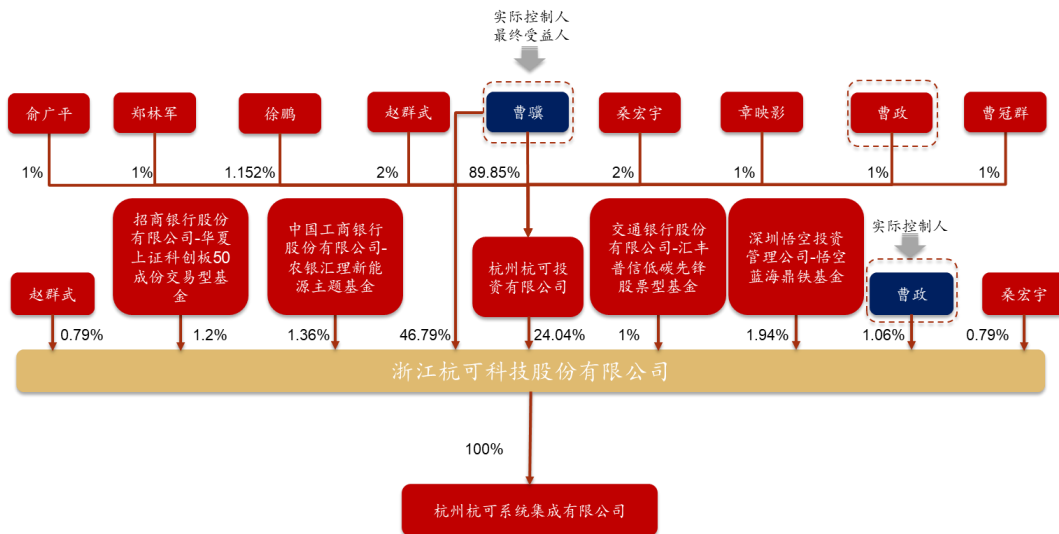 实际控制人
最终受益人
俞广平
郑林军
徐鹏
赵群武
曹骥
桑宏宇
章映影
曹政
曹冠群
1%
1%
1.152%
2%
89.85%
2%
1%
1%
1%
招商银行股份
有限公司-华夏
上证科创板50
成份交易型基
金
中国工商银行
股份有限公司-
农银汇理新能
源主题基金
杭州杭可投
资有限公司
交通银行股份
有限公司-汇丰
普信低碳先锋
股票型基金
深圳悟空投资
管理公司-悟空
蓝海鼎铁基金
实际控制人
赵群武
曹政
桑宏宇
0.79%
1.2%
1.36%
46.79%
24.04%
1%
1.94%
1.06%
0.79%
浙江杭可科技股份有限公司
100%
杭州杭可系统集成有限公司